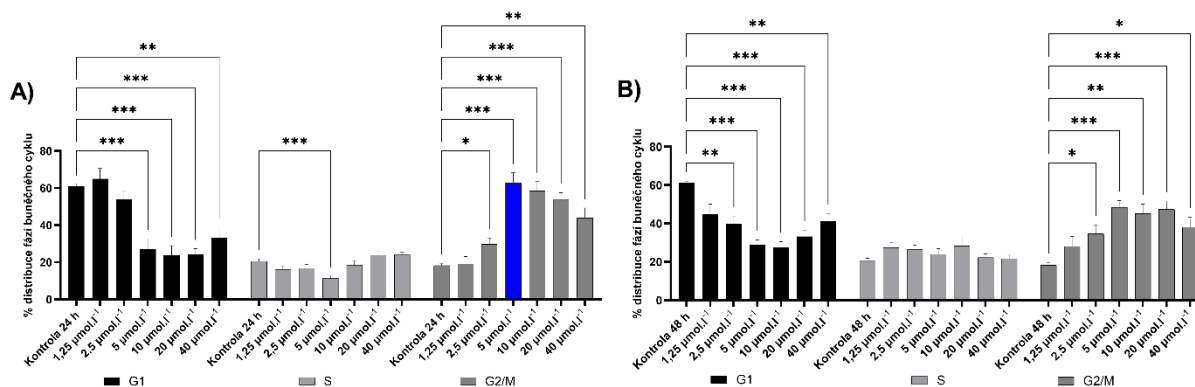 A)
% distribuce fází buněčného cyklu
80
60
40
20
0
**
***
***
***
***
**
***
***
***
*
Kontrola 24 h
1,25 µmol.l⁻¹
2,5 µmol.l⁻¹
5 µmol.l⁻¹
10 µmol.l⁻¹
20 µmol.l⁻¹
40 µmol.l⁻¹
Kontrola 24 h
1,25 µmol.l⁻¹
2,5 µmol.l⁻¹
5 µmol.l⁻¹
10 µmol.l⁻¹
20 µmol.l⁻¹
40 µmol.l⁻¹
Kontrola 24 h
1,25 µmol.l⁻¹
2,5 µmol.l⁻¹
5 µmol.l⁻¹
10 µmol.l⁻¹
20 µmol.l⁻¹
40 µmol.l⁻¹
G1
S
G2/M
B)
% distribuce fází buněčného cyklu
80
60
40
20
0
**
***
***
***
**
*
***
**
***
*
Kontrola 48 h
1,25 µmol.l⁻¹
2,5 µmol.l⁻¹
5 µmol.l⁻¹
10 µmol.l⁻¹
20 µmol.l⁻¹
40 µmol.l⁻¹
Kontrola 48 h
1,25 µmol.l⁻¹
2,5 µmol.l⁻¹
5 µmol.l⁻¹
10 µmol.l⁻¹
20 µmol.l⁻¹
40 µmol.l⁻¹
Kontrola 48 h
1,25 µmol.l⁻¹
2,5 µmol.l⁻¹
5 µmol.l⁻¹
10 µmol.l⁻¹
20 µmol.l⁻¹
40 µmol.l⁻¹
G1
S
G2/M